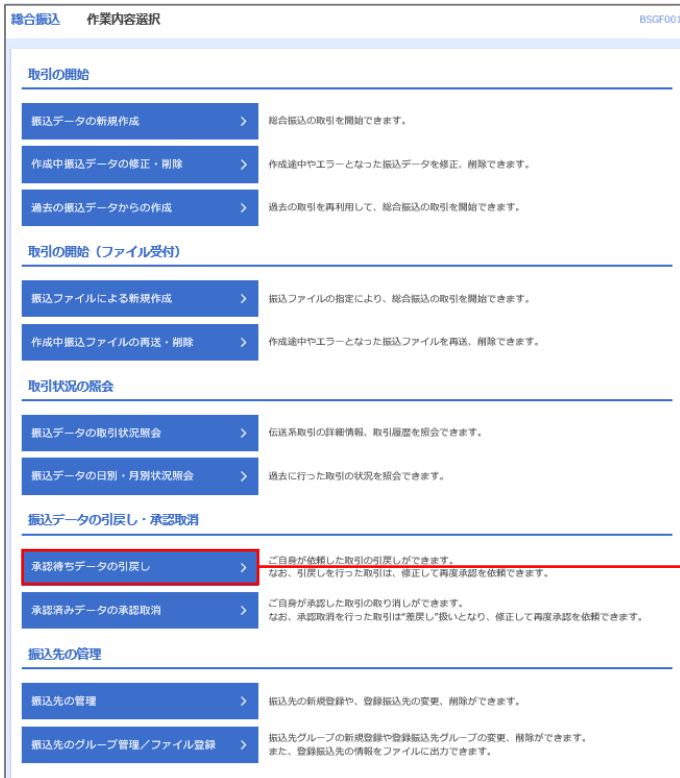 総合振込 作業内容選択 BSGF001
取引の開始
振込データの新規作成 総合振込の取引を開始できます。
作成中振込データの修正・削除 作成途中やエラーとなった振込データを修正、削除できます。
過去の振込データからの作成 過去の取引を再利用して、総合振込の取引を開始できます。
取引の開始（ファイル受付）
振込ファイルによる新規作成 振込ファイルの指定により、総合振込の取引を開始できます。
作成中振込ファイルの再送・削除 作成途中やエラーとなった振込ファイルを再送、削除できます。
取引状況の照会
振込データの取引状況照会 伝送系取引の詳細情報、取引履歴を照会できます。
振込データの日別・月別状況照会 過去に行った取引の状況を照会できます。
振込データの引戻し・承認取消
承認待ちデータの引戻し ご自身が依頼した取引の引戻しができます。
なお、引戻しを行った取引は、修正して再度承認を依頼できます。
承認済みデータの承認取消 ご自身が承認した取引の取り消しができます。
なお、承認取消を行った取引は"差戻し"扱いとなり、修正して再度承認を依頼できます。
振込先の管理
振込先の管理 振込先の新規登録や、登録振込先の変更、削除ができます。
振込先のグループ管理／ファイル登録 振込先グループの新規登録や登録振込先グループの変更、削除ができます。
また、登録振込先の情報をファイルに出力できます。